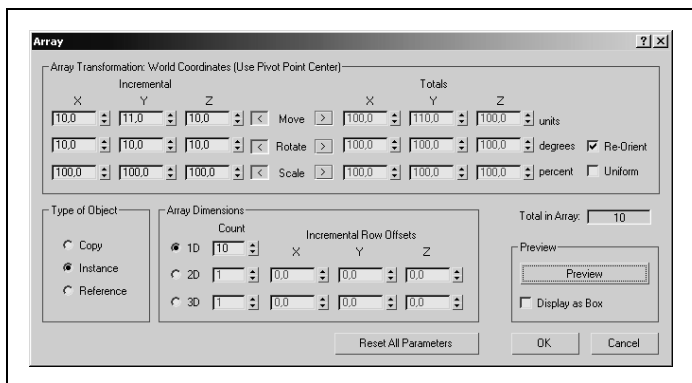 Array
Array Transformation: World Coordinates (Use Pivot Point Center)
Incremental Totals
X Y Z X Y Z
10,0 11,0 10,0 < Move > 100,0 110,0 100,0 units
10,0 10,0 10,0 < Rotate > 100,0 100,0 100,0 degrees Re-Orient
100,0 100,0 100,0 < Scale > 100,0 100,0 100,0 percent Uniform
Type of Object
Copy
Instance
Reference
Array Dimensions
Count Incremental Row Offsets
X Y Z
1D 10
2D 1 0,0 0,0 0,0
3D 1 0,0 0,0 0,0
Total in Array: 10
Preview
Preview
Display as Box
Reset All Parameters OK Cancel